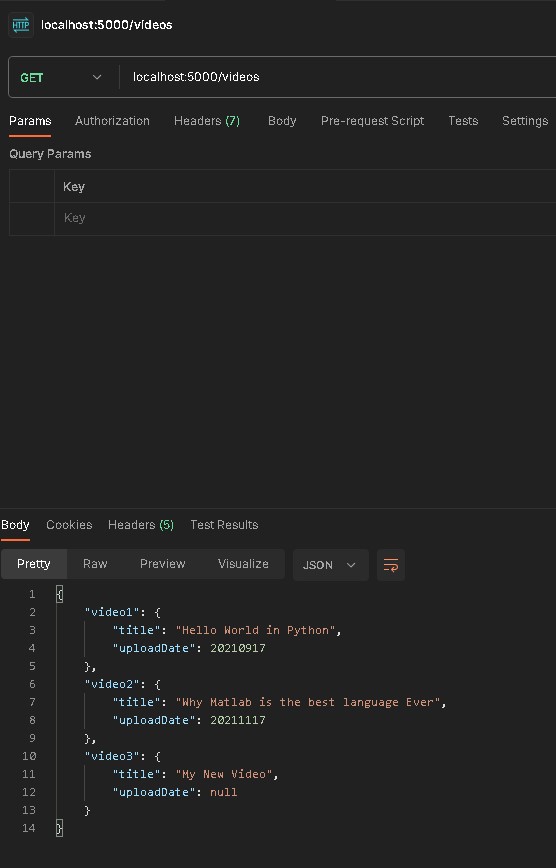 HTTP localhost:5000/videos
GET localhost:5000/videos
Params Authorization Headers (7) Body Pre-request Script Tests Settings
Query Params
Key
Key
Body Cookies Headers (5) Test Results
Pretty Raw Preview Visualize JSON
1 {
2 "video1": {
3 "title": "Hello World in Python",
4 "uploadDate": 20210917
5 },
6 "video2": {
7 "title": "Why Matlab is the best language Ever",
8 "uploadDate": 20211117
9 },
10 "video3": {
11 "title": "My New Video",
12 "uploadDate": null
13 }
14 }